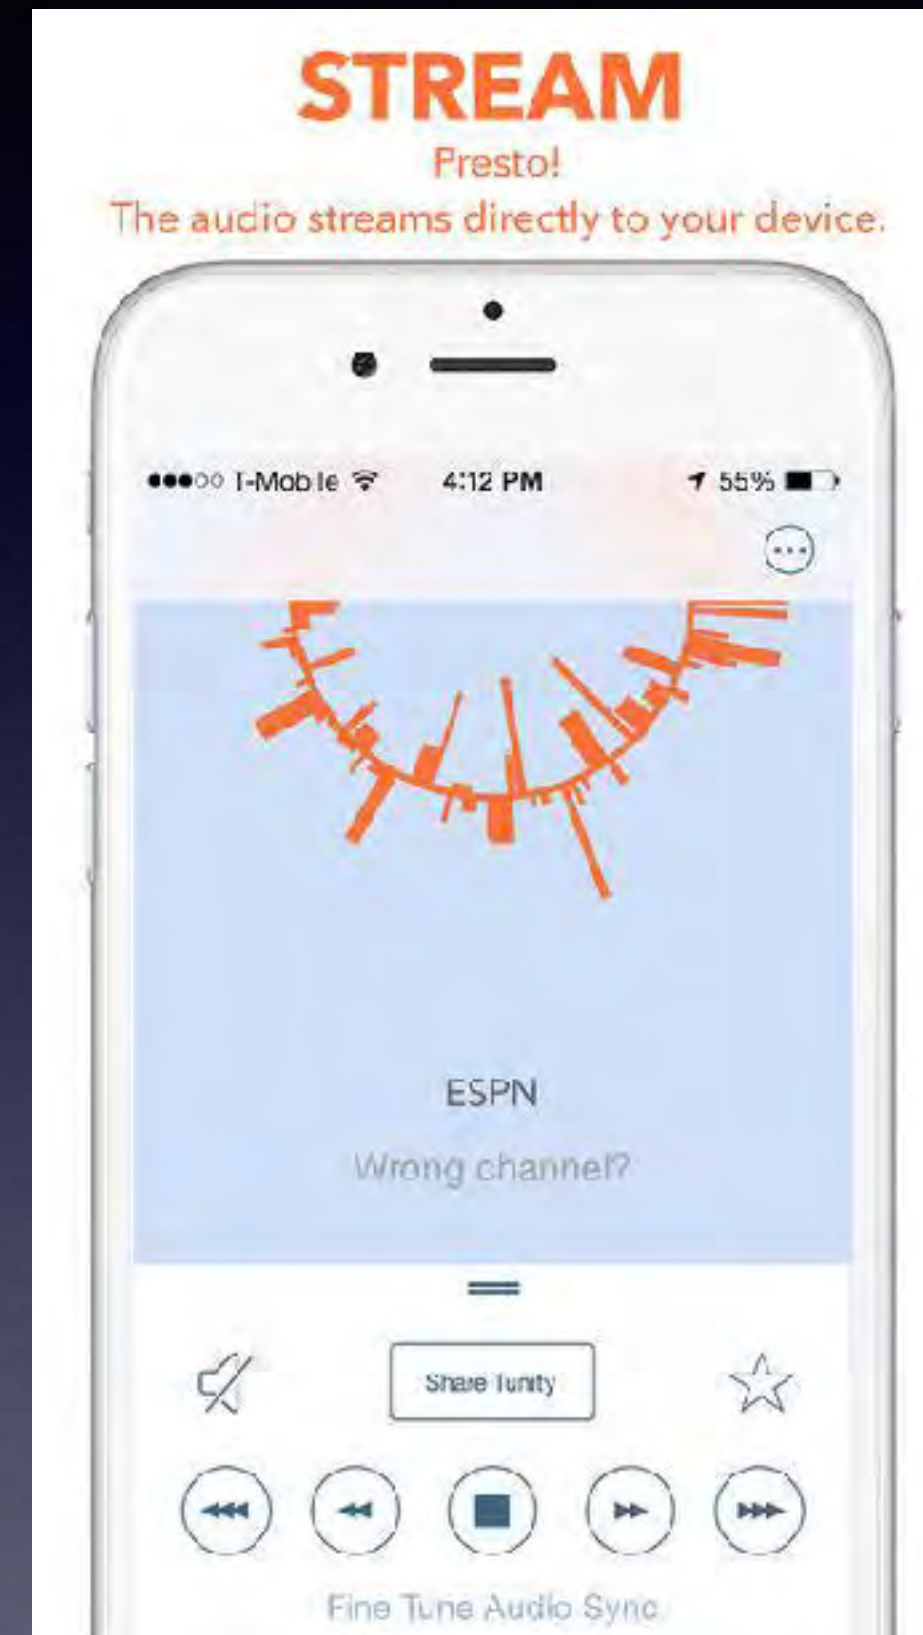 STREAM
Presto!
The audio streams directly to your device.
T-Mobile 4:12 PM 55%
ESPN
Wrong channel?
Share Tunity
Fine Tune Audio Sync